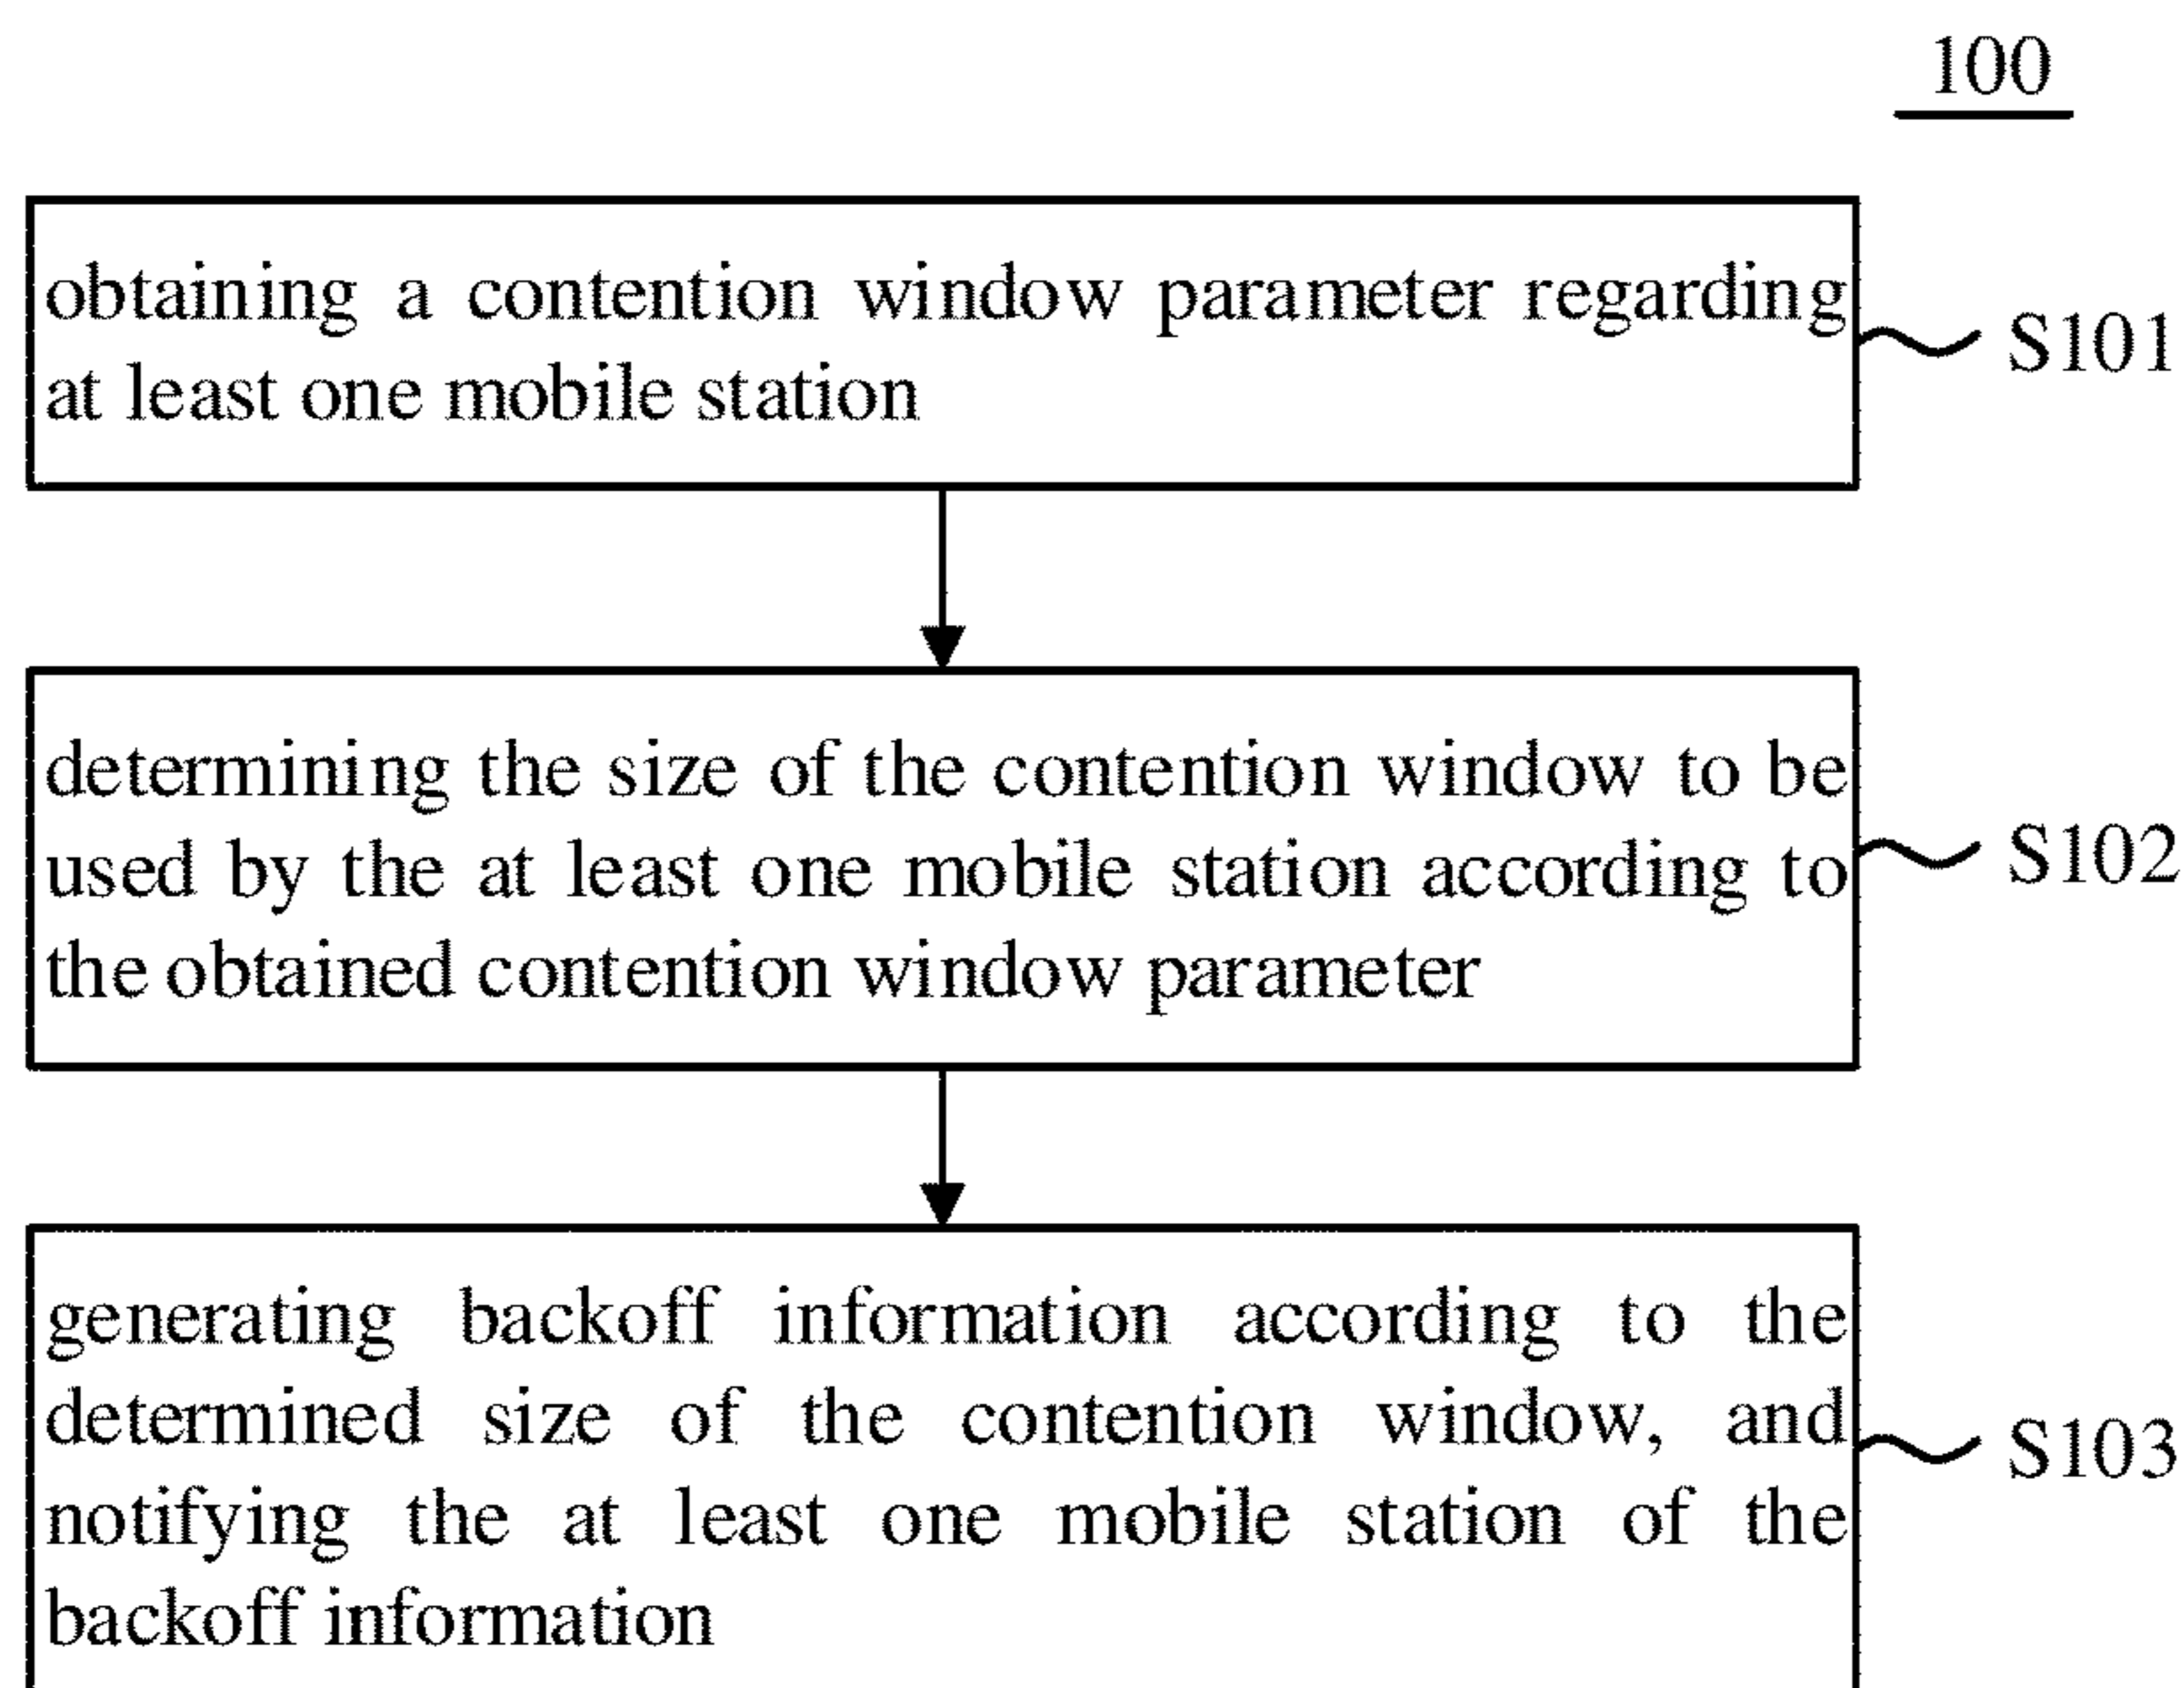 100
obtaining a contention window parameter regarding
at least one mobile station
S101
determining the size of the contention window to be
used by the at least one mobile station according to
the obtained contention window parameter
S102
generating backoff information according to the
determined size of the contention window, and
notifying the at least one mobile station of the
backoff information
S103